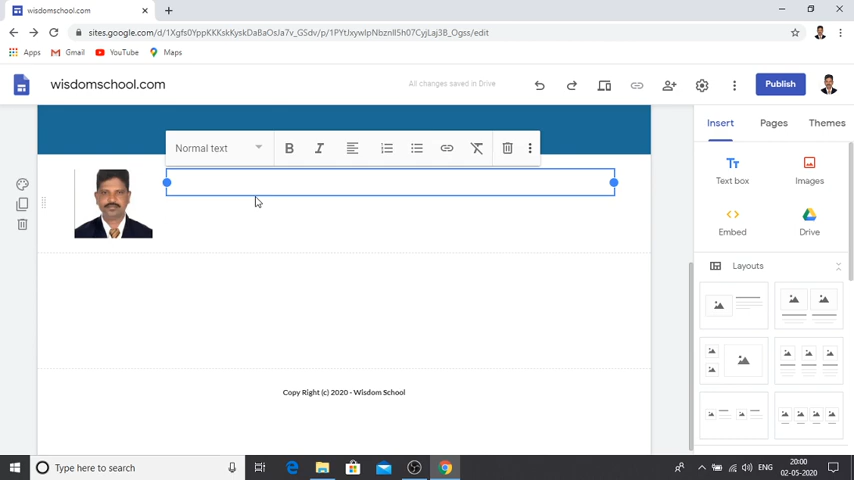 wisdomschool.com
sites.google.com/d/1Xgfs0YppKKKskKyskDaBaOsJa7v_GSdv/p/1PYtJxywlpNbznIl5h07CyjLaj3B_Ogss/edit
Apps Gmail YouTube Maps
wisdomschool.com
All changes saved in Drive
Publish
Insert Pages Themes
Normal text
Text box Images
Embed Drive
Layouts
Copy Right (c) 2020 - Wisdom School
Type here to search
ENG
20:00
02-05-2020